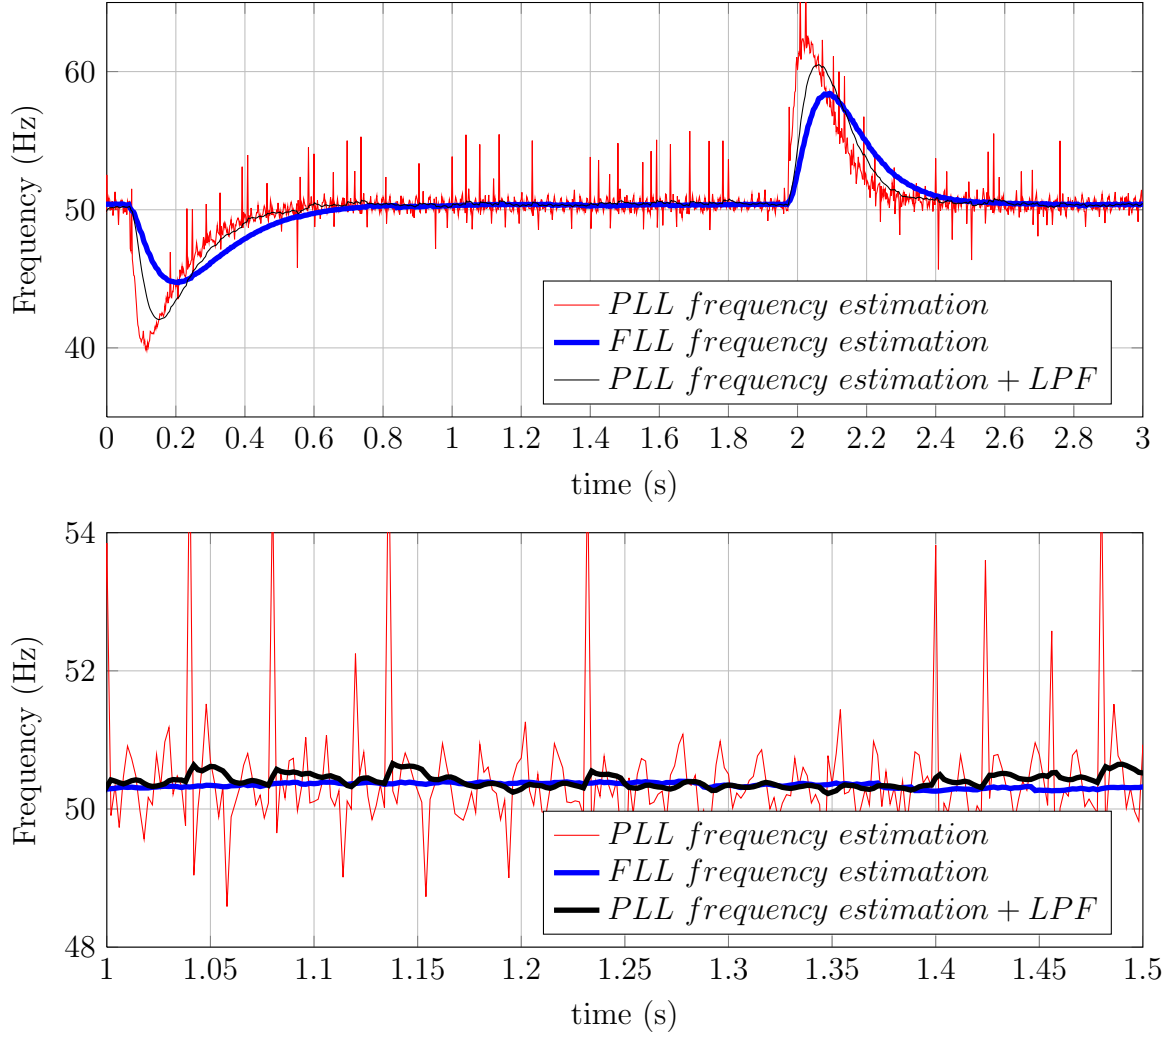 60
50
40
Frequency (Hz)
PLL frequency estimation
FLL frequency estimation
PLL frequency estimation + LPF
0 0.2 0.4 0.6 0.8 1 1.2 1.4 1.6 1.8 2 2.2 2.4 2.6 2.8 3
time (s)
54
52
50
48
Frequency (Hz)
PLL frequency estimation
FLL frequency estimation
PLL frequency estimation + LPF
1 1.05 1.1 1.15 1.2 1.25 1.3 1.35 1.4 1.45 1.5
time (s)